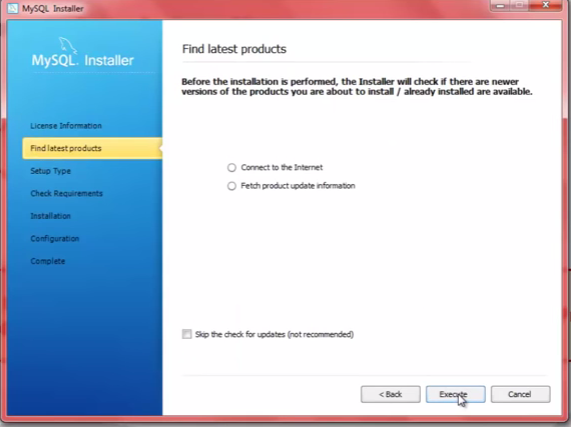 MySQL Installer
MySQL. Installer
License Information
Find latest products
Setup Type
Check Requirements
Installation
Configuration
Complete
Find latest products
Before the installation is performed, the Installer will check if there are newer
versions of the products you are about to install / already installed are available.
Connect to the Internet
Fetch product update information
Skip the check for updates (not recommended)
< Back
Execute
Cancel